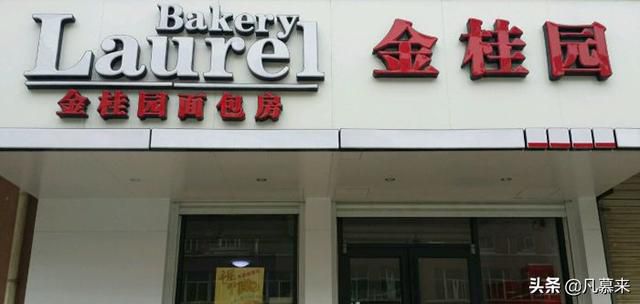 Bakery
Laurel
金桂园面包房
金桂园
头条 @凡慕来